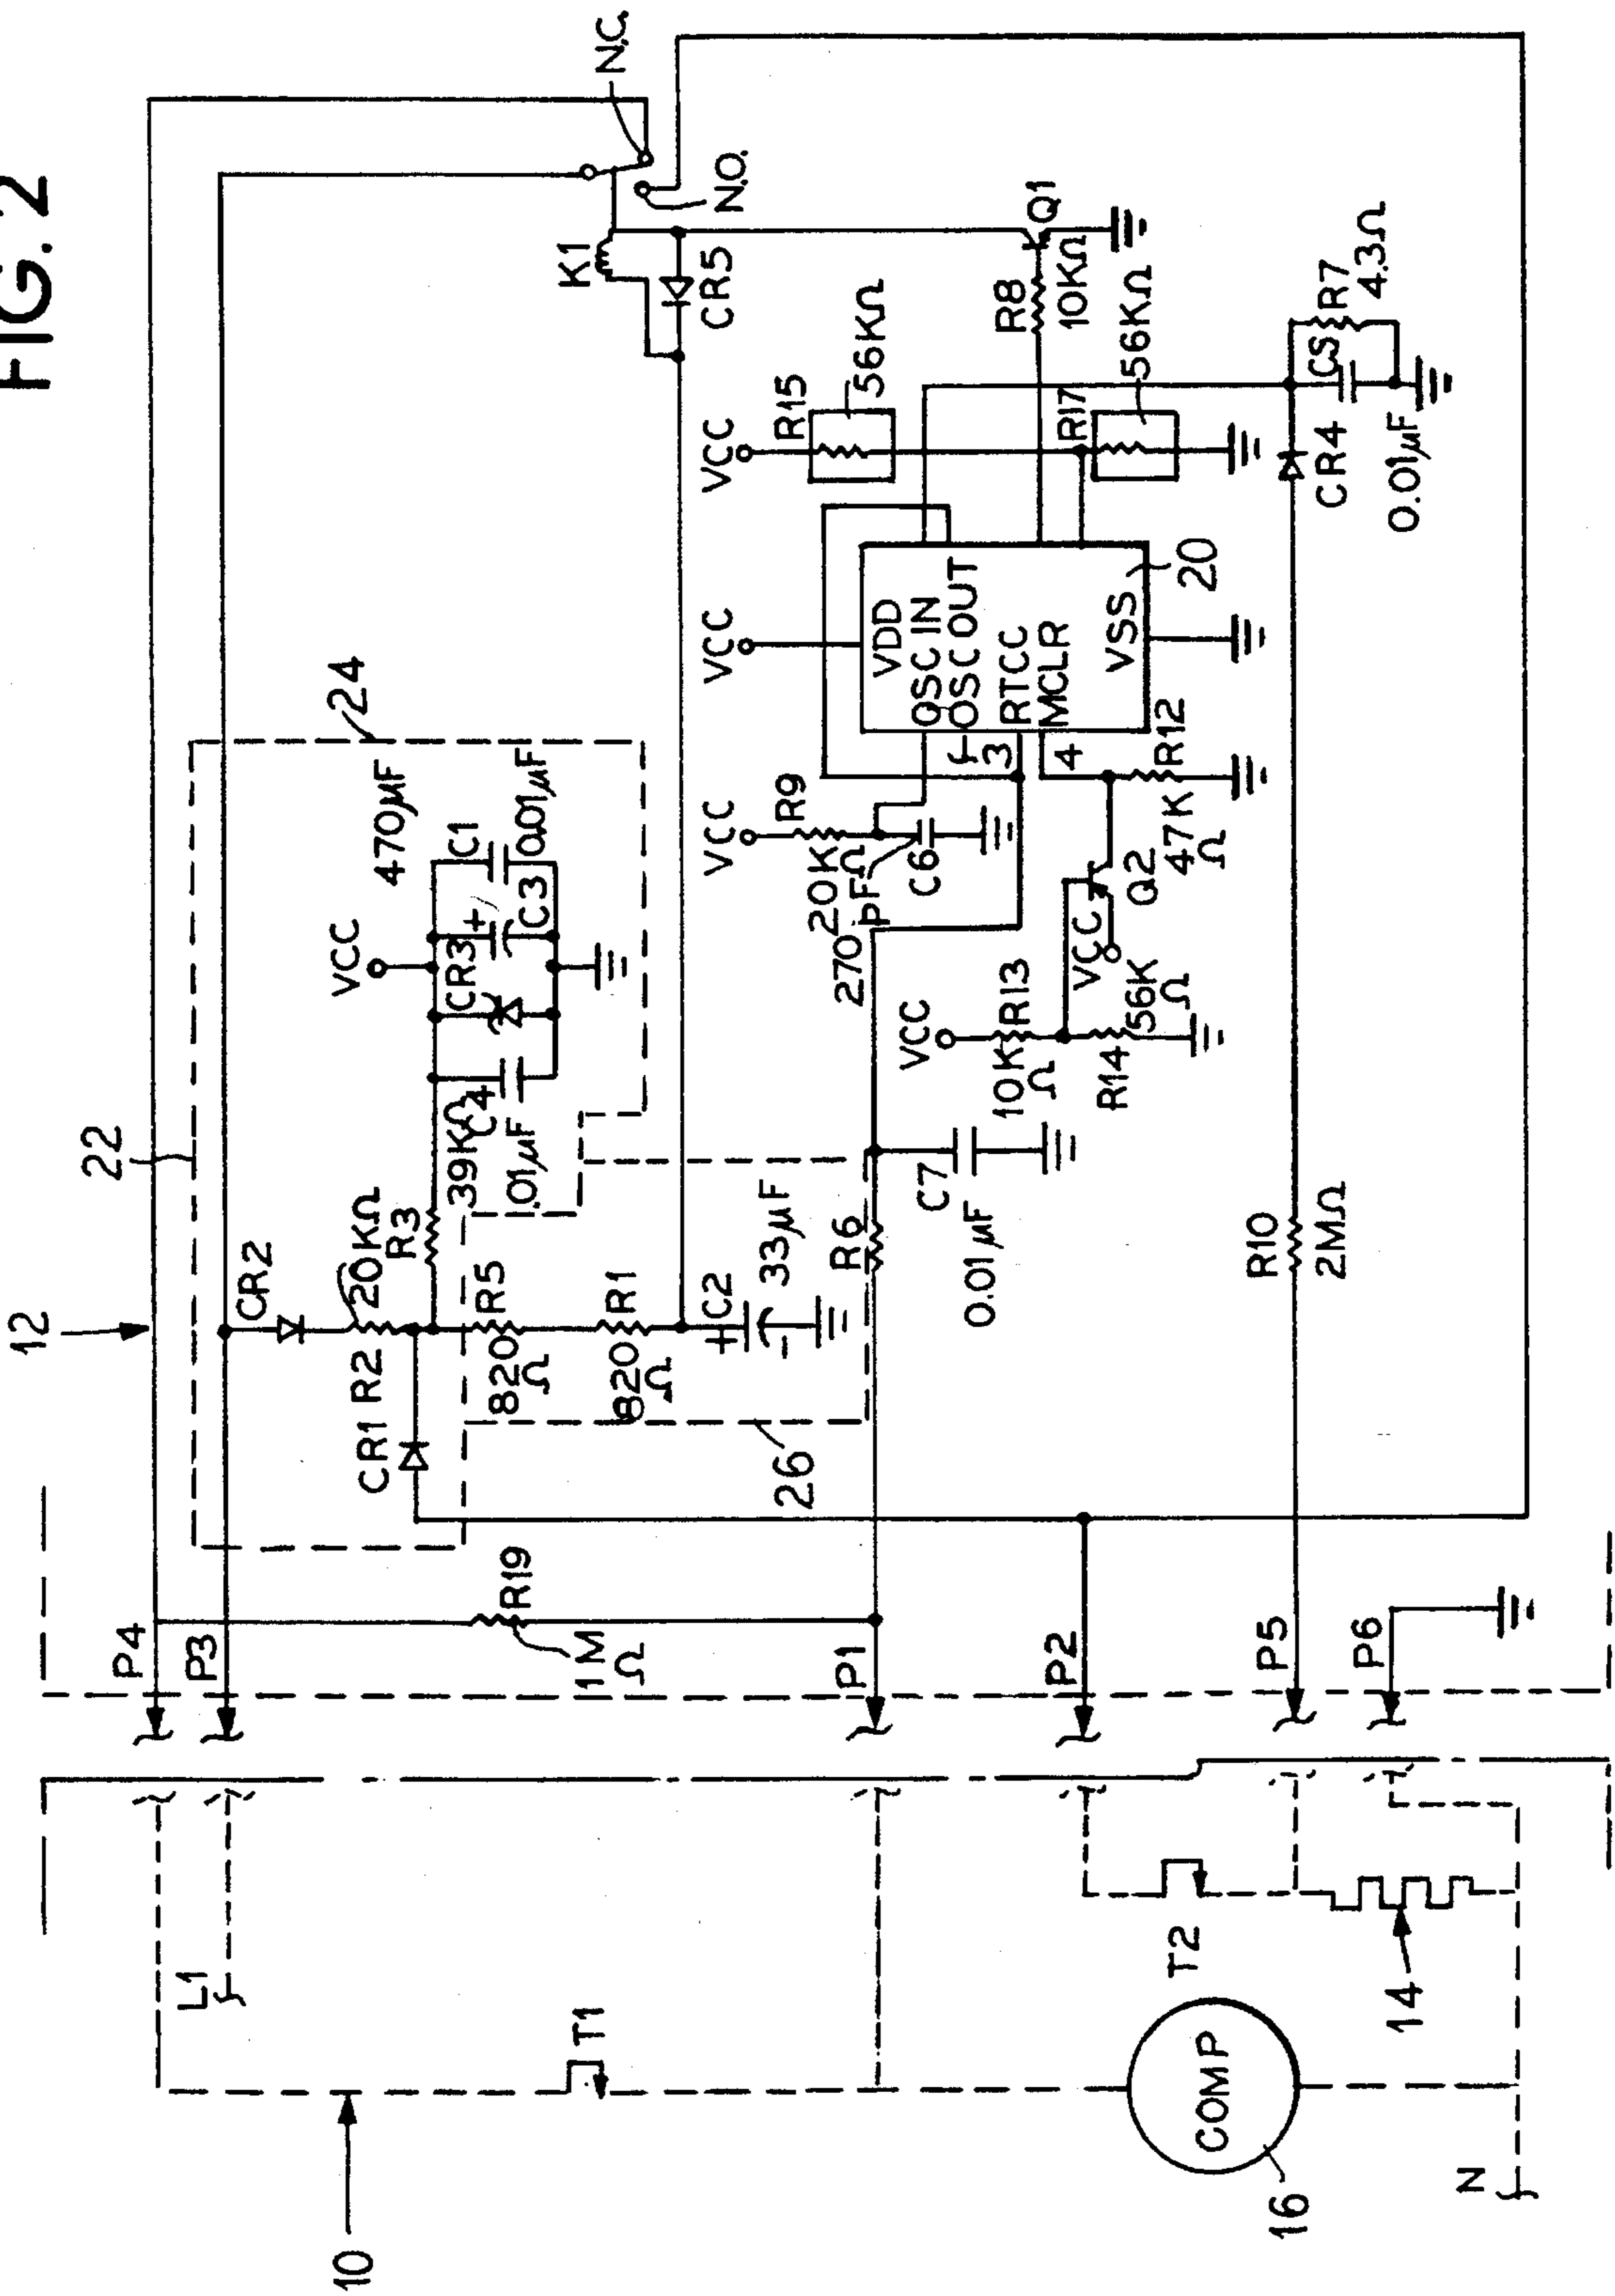 FIG. 2
12
22
24
P4
P3
L1
10
T1
CR2
20KΩ
R2
CR1
R3
39KΩ
C4
.01µF
VCC
CR3
+
C3
470µF
C1
0.01µF
R5
820
Ω
R1
820
Ω
+
C2
-
33µF
26
R19
1M
Ω
K1
CR5
N.C.
N.O.
P1
R6
C7
0.01µF
VCC
R9
20K
Ω
270
pF
C6
VCC
VDD
OSC IN
OSC OUT
RTCC
MCLR
VSS
3
4
20
VCC
R15
56KΩ
R17
56KΩ
R8
10KΩ
Q1
VCC
R13
10K
Ω
R14
56K
Ω
VCC
Q2
R12
47K
Ω
P2
P5
P6
R10
2MΩ
CR4
CS
0.01µF
R7
4.3Ω
T2
14
COMP
16
N